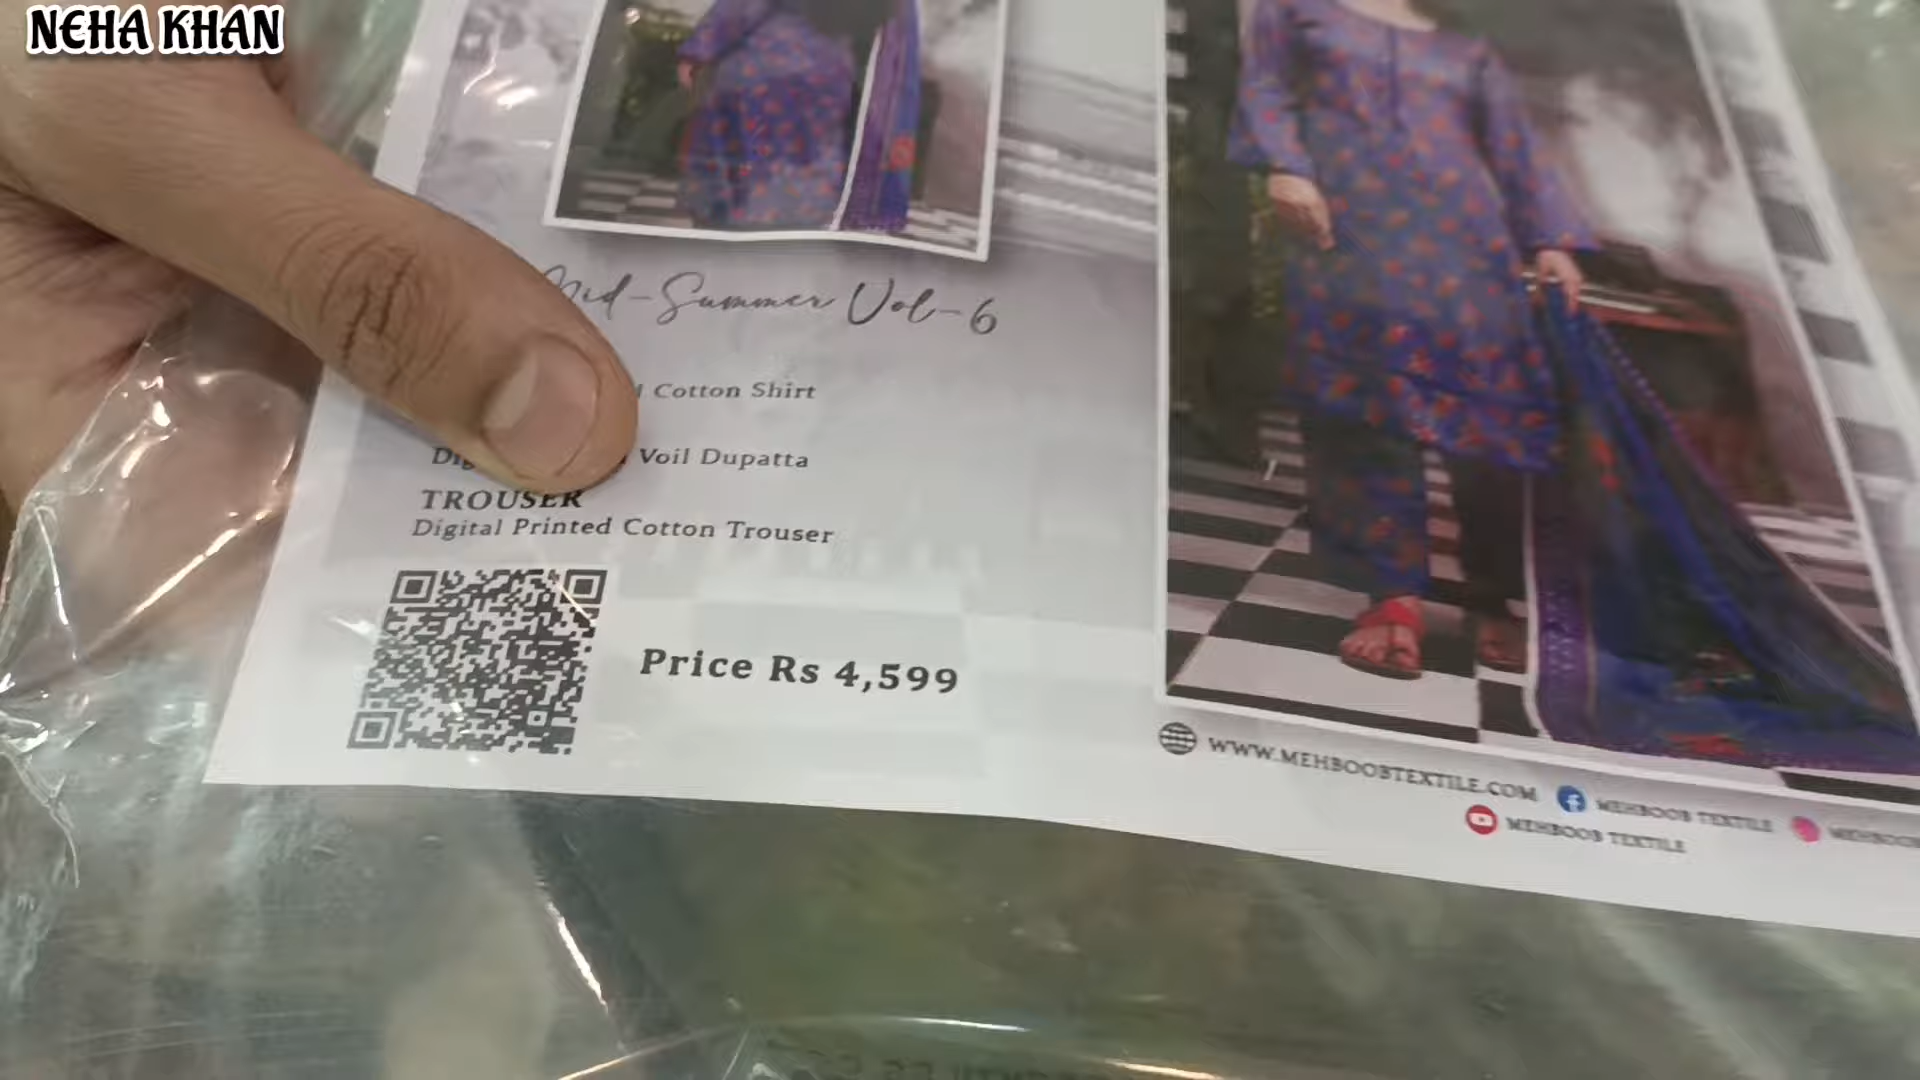 NEHA KHAN
Mid-Summer Vol-6
Cotton Shirt
Voil Dupatta
TROUSER
Digital Printed Cotton Trouser
Price Rs 4,599
WWW.MEHBOOBTEXTILE.COM
MEHBOOB TEXTILE
MEHBOOB TEXTILE